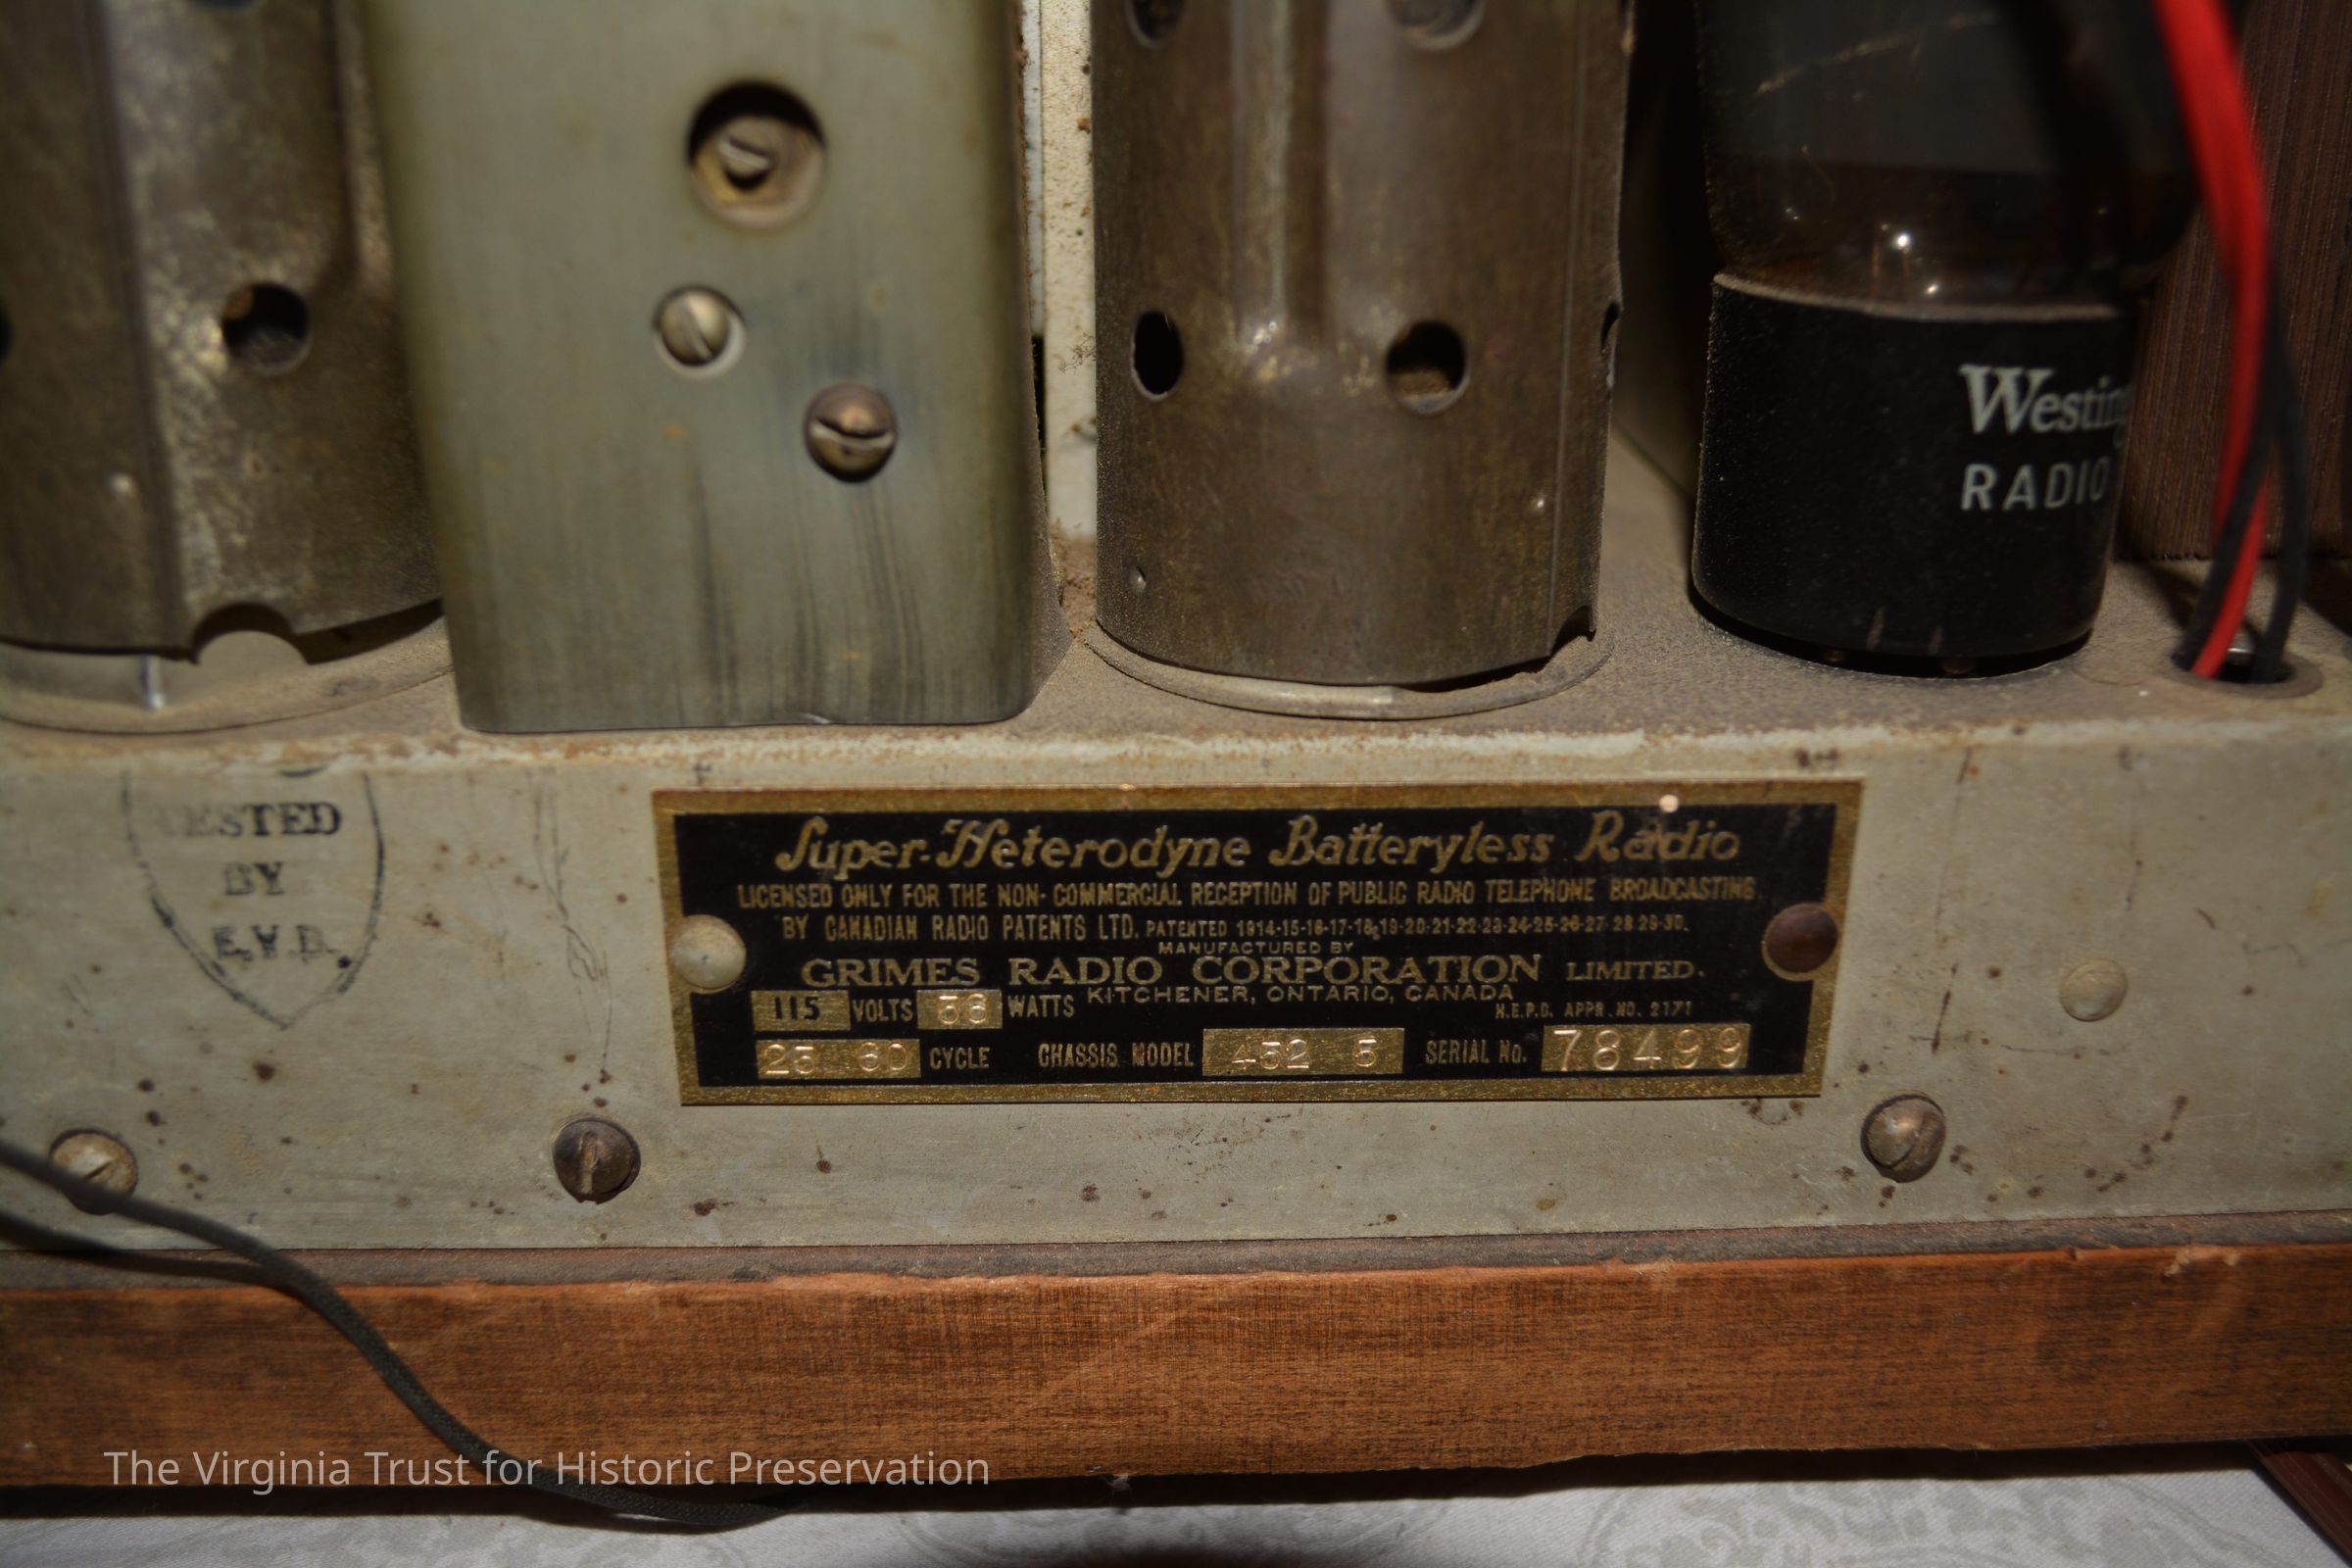 Westing
RADIO
TESTED
BY
E.V.D.
Super-Heterodyne Batteryless Radio
LICENSED ONLY FOR THE NON-COMMERCIAL RECEPTION OF PUBLIC RADIO TELEPHONE BROADCASTING
BY CANADIAN RADIO PATENTS LTD. PATENTED 1914-15-16-17-18-19-20-21-22-23-24-25-26-27-28-29-30.
MANUFACTURED BY
GRIMES RADIO CORPORATION LIMITED.
KITCHENER, ONTARIO, CANADA
115 VOLTS WATTS H.E.P.C. APPR. NO. 2171
25 60 CYCLE CHASSIS MODEL 452 5 SERIAL No. 78499
The Virginia Trust for Historic Preservation